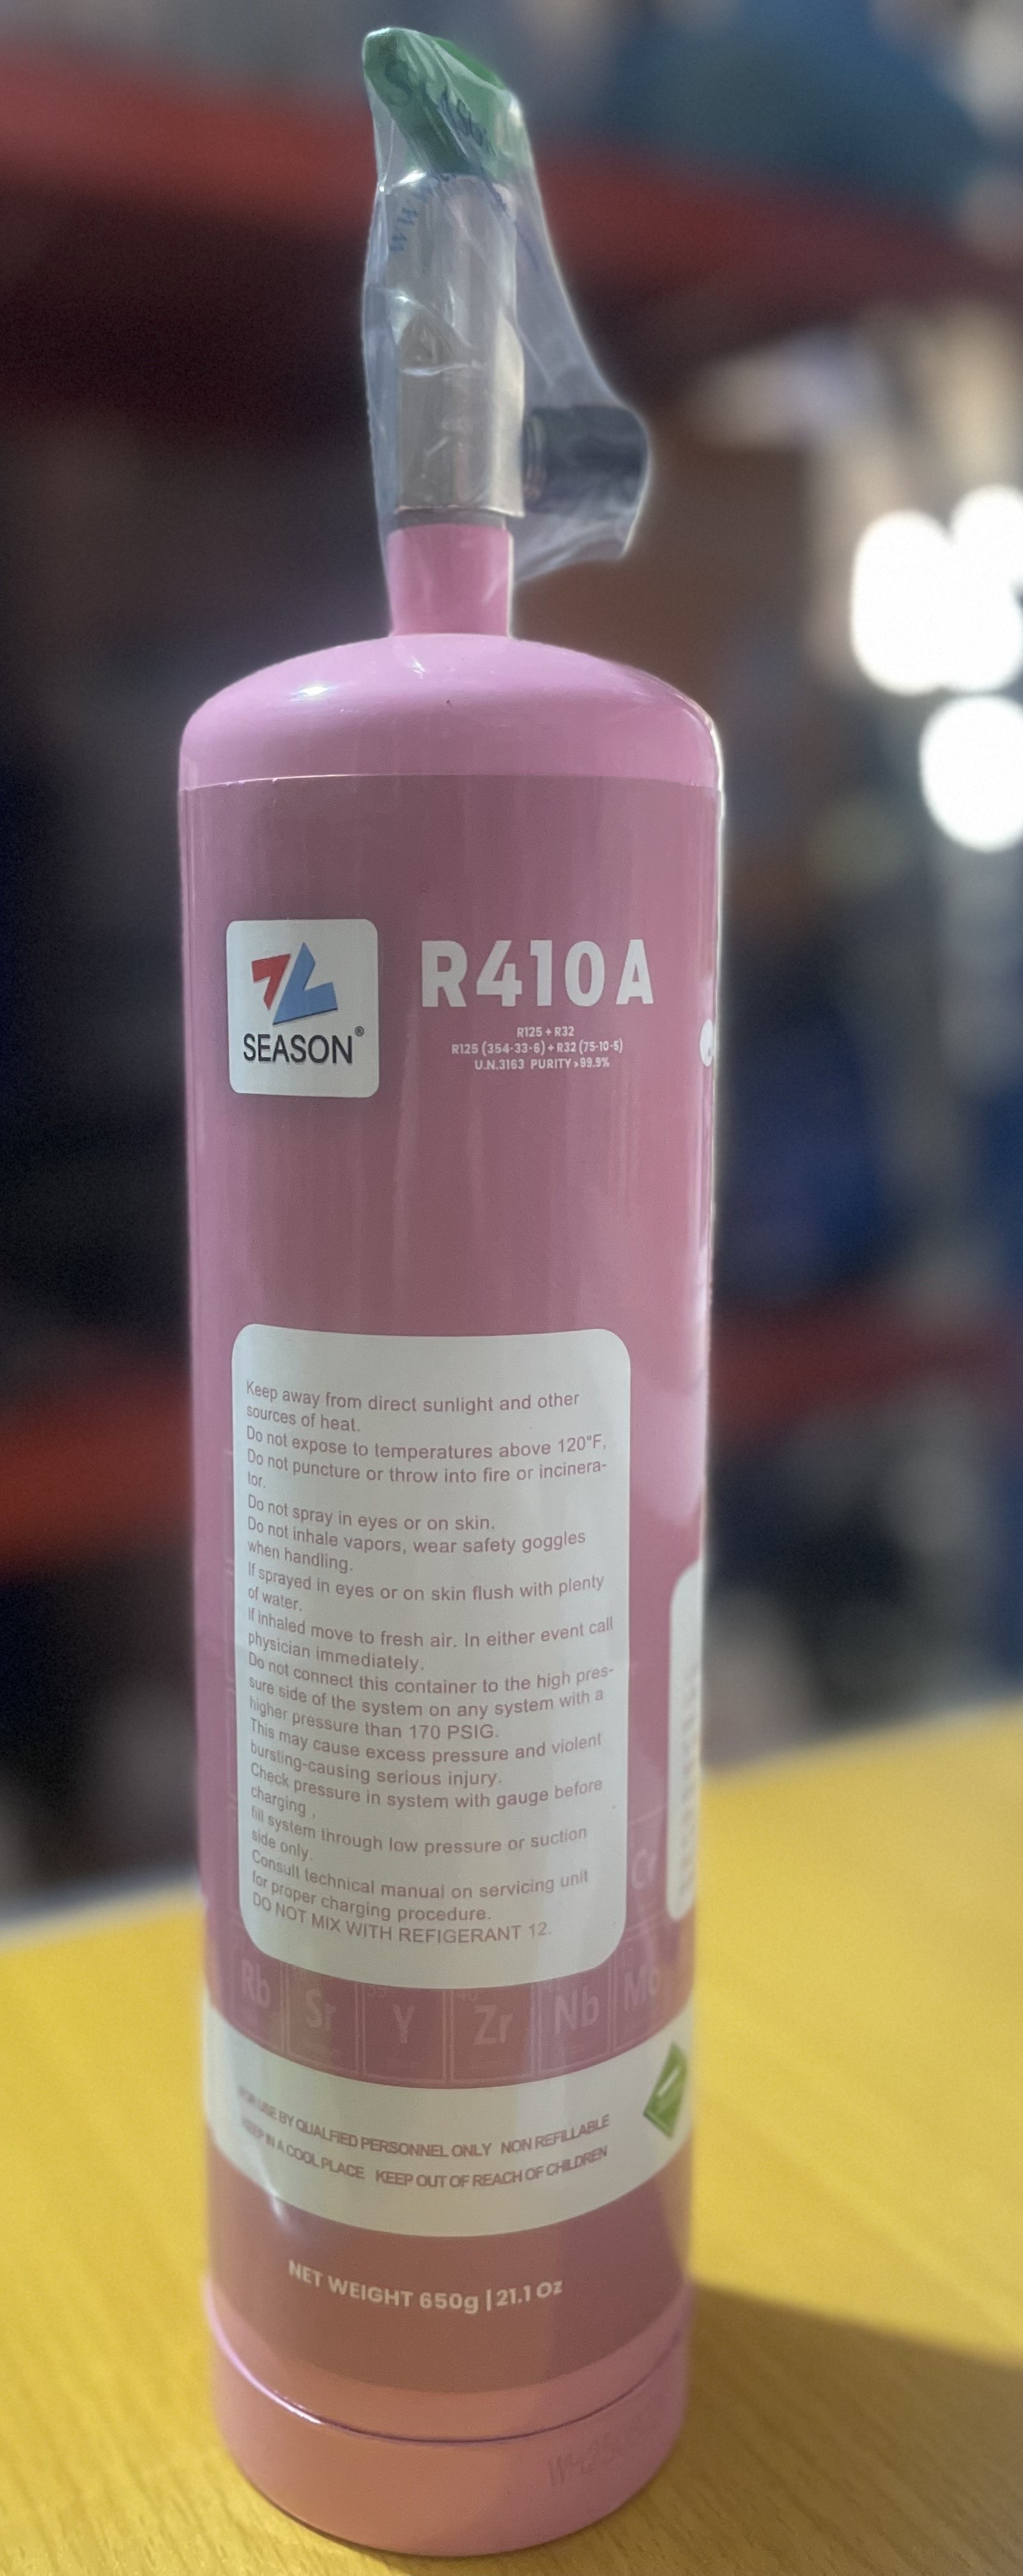 SEASON®
R410A
R125 + R32
R125 (354-33-6) + R32 (75-10-5)
U.N.3163 PURITY >99.9%
Keep away from direct sunlight and other
sources of heat.
Do not expose to temperatures above 120°F,
Do not puncture or throw into fire or incinera-
tor.
Do not spray in eyes or on skin.
Do not inhale vapors, wear safety goggles
when handling.
If sprayed in eyes or on skin flush with plenty
of water.
If inhaled move to fresh air. In either event call
physician immediately.
Do not connect this container to the high pres-
sure side of the system on any system with a
higher pressure than 170 PSIG.
This may cause excess pressure and violent
bursting-causing serious injury.
Check pressure in system with gauge before
charging ,
fill system through low pressure or suction
side only.
Consult technical manual on servicing unit
for proper charging procedure.
DO NOT MIX WITH REFIGERANT 12.
Cr
Rb Sr Y Zr Nb Mo
FOR USE BY QUALFIED PERSONNEL ONLY NON REFILLABLE
KEEP IN A COOL PLACE KEEP OUT OF REACH OF CHILDREN
NET WEIGHT 650g | 21.1 Oz